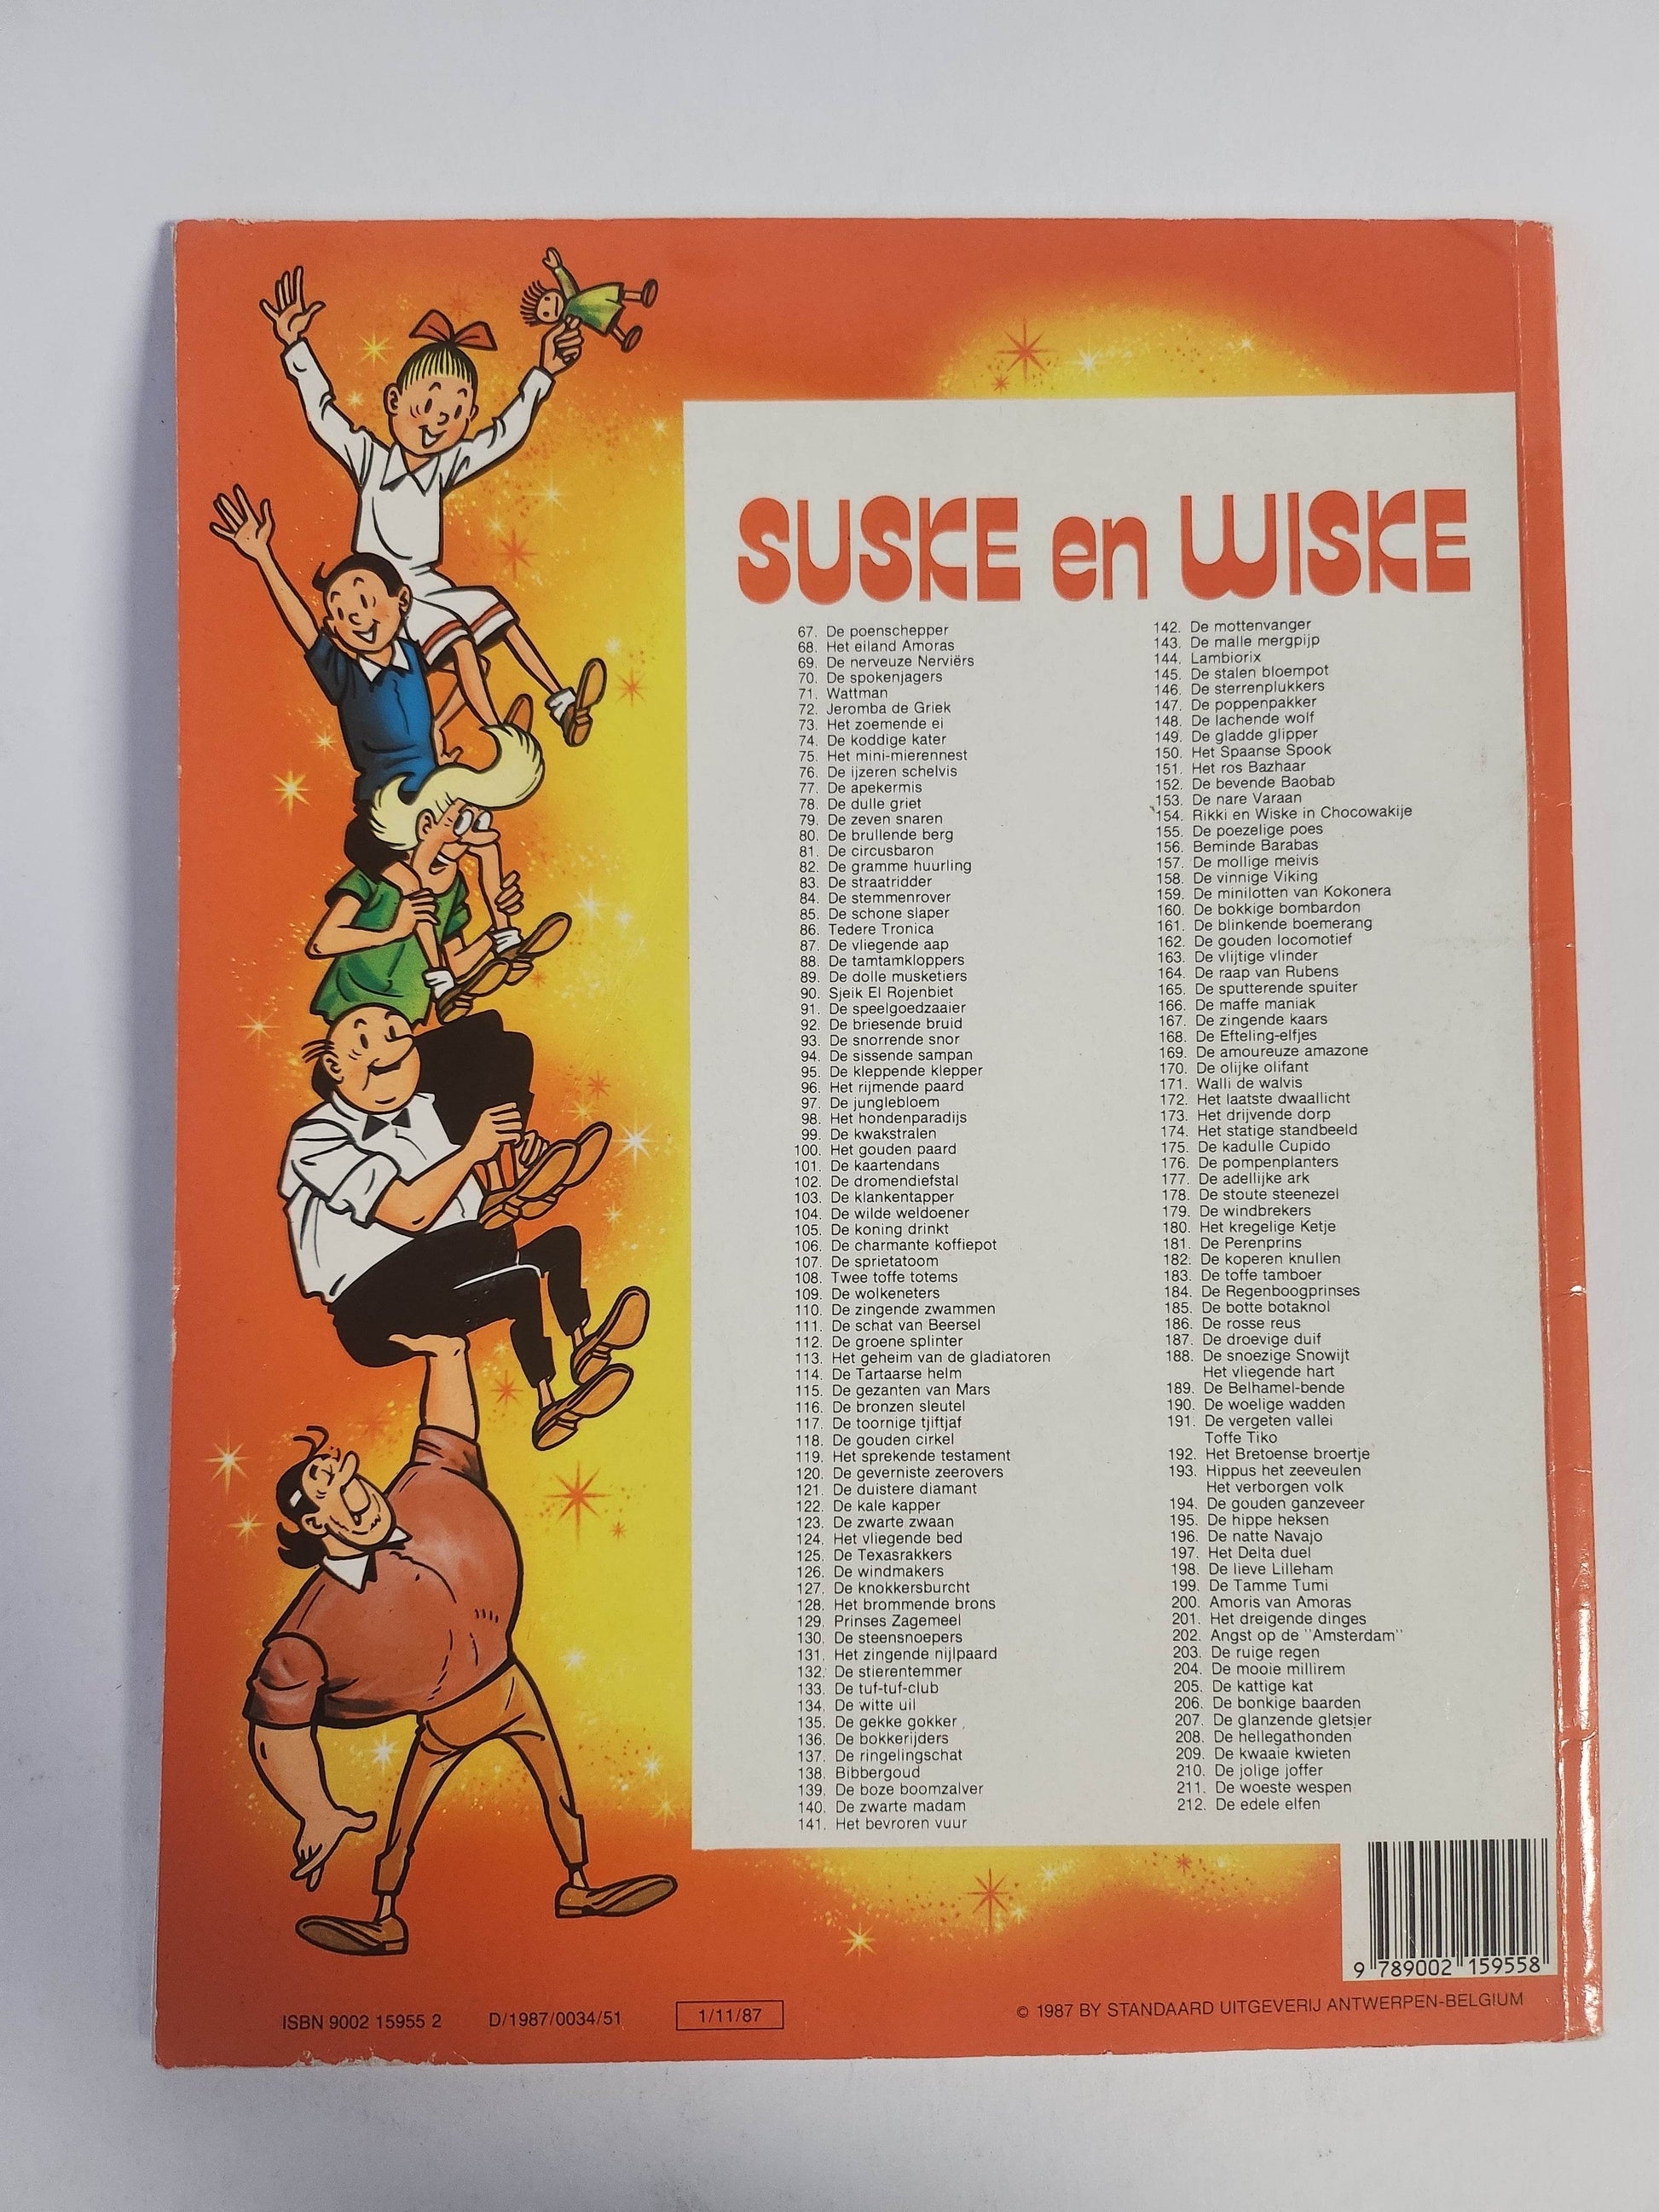 SUSKE en WISKE
67. De poenschepper
68. Het eiland Amoras
69. De nerveuze Nerviërs
70. De spokenjagers
71. Wattman
72. Jeromba de Griek
73. Het zoemende ei
74. De koddige kater
75. Het mini-mierennest
76. De ijzeren schelvis
77. De apekermis
78. De dulle griet
79. De zeven snaren
80. De brullende berg
81. De circusbaron
82. De gramme huurling
83. De straatridder
84. De stemmenrover
85. De schone slaper
86. Tedere Tronica
87. De vliegende aap
88. De tamtamkloppers
89. De dolle musketiers
90. Sjeik El Rojenbiet
91. De speelgoedzaaier
92. De briesende bruid
93. De snorrende snor
94. De sissende sampan
95. De kleppende klepper
96. Het rijmende paard
97. De junglebloem
98. Het hondenparadijs
99. De kwakstralen
100. Het gouden paard
101. De kaartendans
102. De dromendiefstal
103. De klankentapper
104. De wilde weldoener
105. De koning drinkt
106. De charmante koffiepot
107. De sprietatoom
108. Twee toffe totems
109. De wolkeneters
110. De zingende zwammen
111. De schat van Beersel
112. De groene splinter
113. Het geheim van de gladiatoren
114. De Tartaarse helm
115. De gezanten van Mars
116. De bronzen sleutel
117. De toornige tjiftjaf
118. De gouden cirkel
119. Het sprekende testament
120. De geverniste zeerovers
121. De duistere diamant
122. De kale kapper
123. De zwarte zwaan
124. Het vliegende bed
125. De Texasrakkers
126. De windmakers
127. De knokkersburcht
128. Het brommende brons
129. Prinses Zagemeel
130. De steensnoepers
131. Het zingende nijlpaard
132. De stierentemmer
133. De tuf-tuf-club
134. De witte uil
135. De gekke gokker
136. De bokkerijders
137. De ringelingschat
138. Bibbergoud
139. De boze boomzalver
140. De zwarte madam
141. Het bevroren vuur
142. De mottenvanger
143. De malle mergpijp
144. Lambiorix
145. De stalen bloempot
146. De sterrenplukkers
147. De poppenpakker
148. De lachende wolf
149. De gladde glipper
150. Het Spaanse Spook
151. Het ros Bazhaar
152. De bevende Baobab
153. De nare Varaan
154. Rikki en Wiske in Chocowakije
155. De poezelige poes
156. Beminde Barabas
157. De mollige meivis
158. De vinnige Viking
159. De minilotten van Kokonera
160. De bokkige bombardon
161. De blinkende boemerang
162. De gouden locomotief
163. De vlijtige vlinder
164. De raap van Rubens
165. De sputterende spuiter
166. De maffe maniak
167. De zingende kaars
168. De Efteling-elfjes
169. De amoureuze amazone
170. De olijke olifant
171. Walli de walvis
172. Het laatste dwaallicht
173. Het drijvende dorp
174. Het statige standbeeld
175. De kadulle Cupido
176. De pompenplanters
177. De adellijke ark
178. De stoute steenezel
179. De windbrekers
180. Het kregelige Ketje
181. De Perenprins
182. De koperen knullen
183. De toffe tamboer
184. De Regenboogprinses
185. De botte botaknol
186. De rosse reus
187. De droevige duif
188. De snoezige Snowijt
Het vliegende hart
189. De Belhamel-bende
190. De woelige wadden
191. De vergeten vallei
Toffe Tiko
192. Het Bretoense broertje
193. Hippus het zeeveulen
Het verborgen volk
194. De gouden ganzeveer
195. De hippe heksen
196. De natte Navajo
197. Het Delta duel
198. De lieve Lilleham
199. De Tamme Tumi
200. Amoris van Amoras
201. Het dreigende dinges
202. Angst op de "Amsterdam"
203. De ruige regen
204. De mooie millirem
205. De kattige kat
206. De bonkige baarden
207. De glanzende gletsjer
208. De hellegathonden
209. De kwaaie kwieten
210. De jolige joffer
211. De woeste wespen
212. De edele elfen
9 789002 159558
ISBN 9002 15955 2 D/1987/0034/51 1/11/87 © 1987 BY STANDAARD UITGEVERIJ ANTWERPEN-BELGIUM